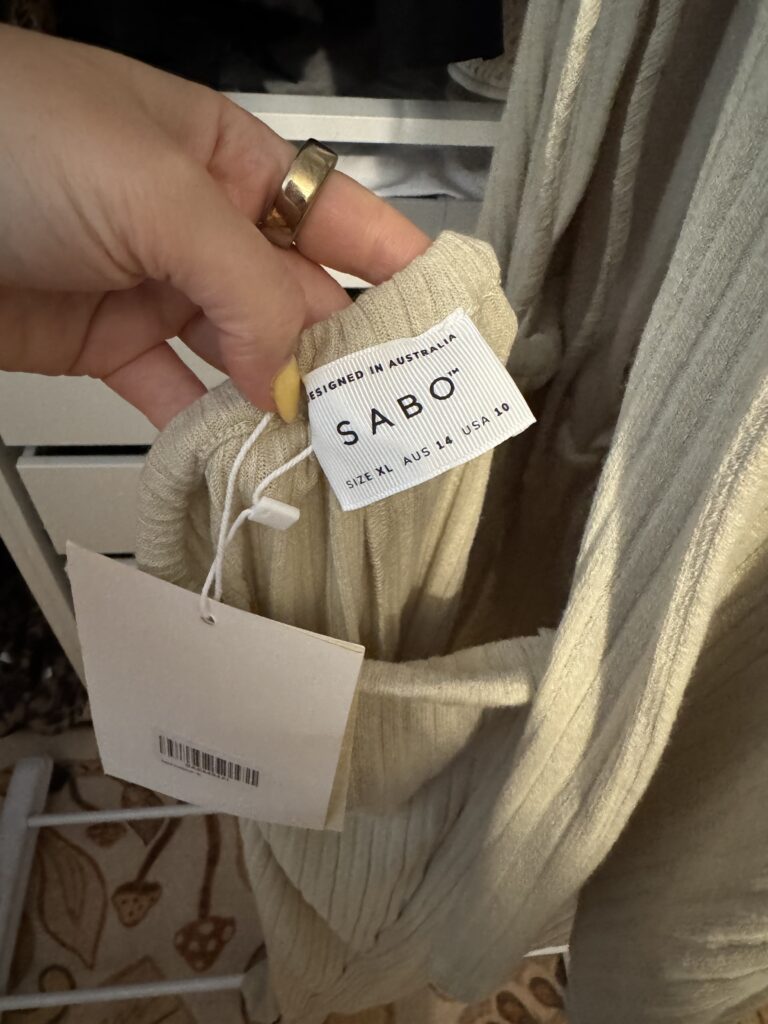 DESIGNED IN AUSTRALIA
SABO™
SIZE XL AUS 14 USA 10